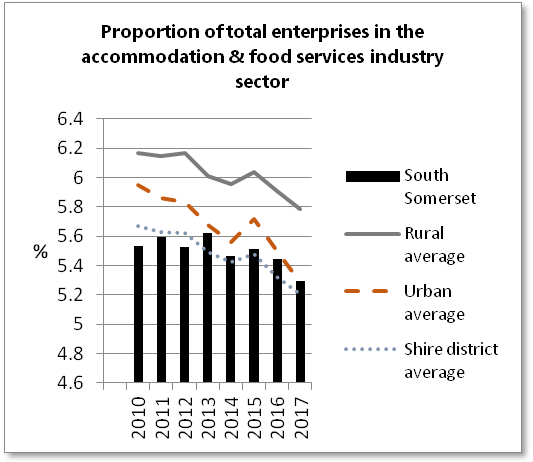 Proportion of total enterprises in the
accommodation & food services industry
sector
6.4
6.2
6
5.8
5.6
5.4
5.2
5
4.8
4.6
%
2010
2011
2012
2013
2014
2015
2016
2017
South
Somerset
Rural
average
Urban
average
Shire district
average